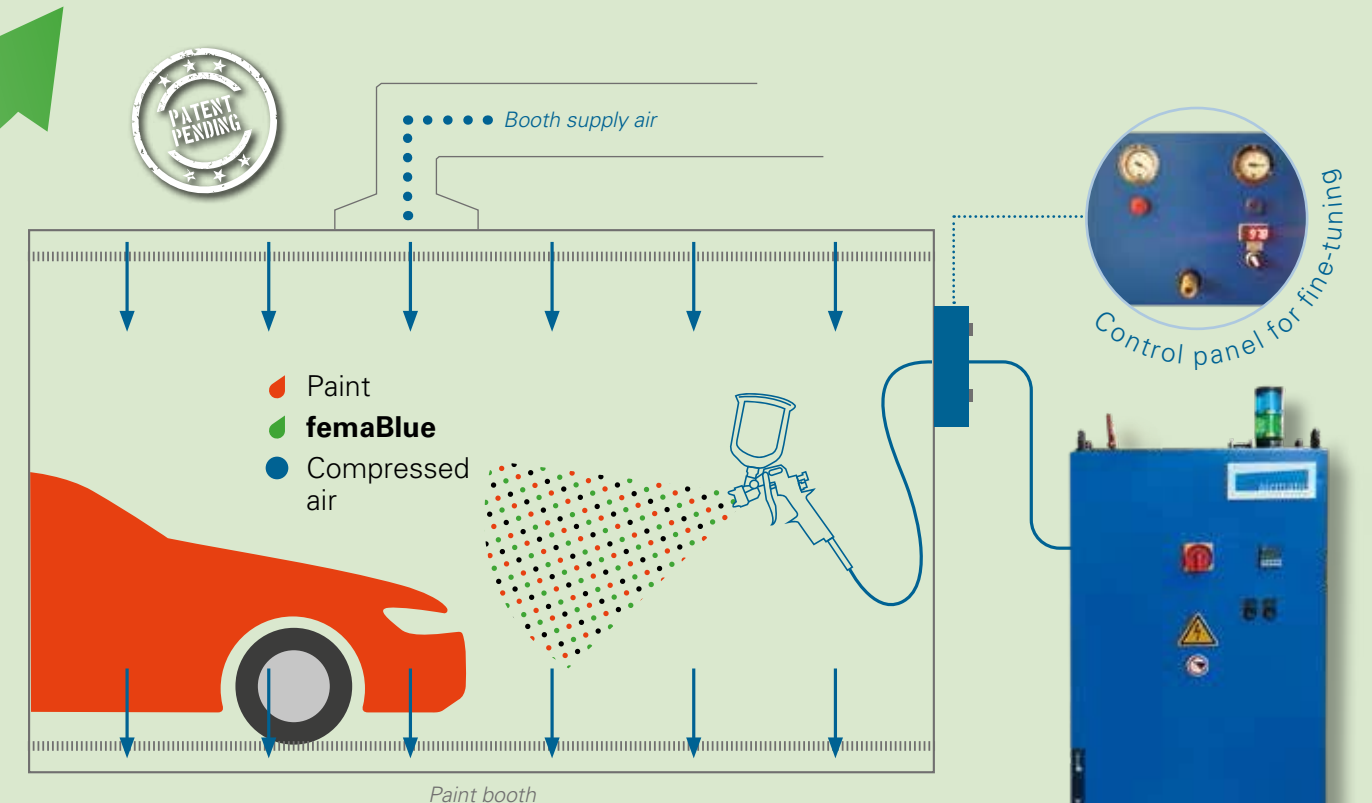 PATENT
PENDING
Booth supply air
Control panel for fine-tuning
Paint
femaBlue
Compressed
air
Paint booth